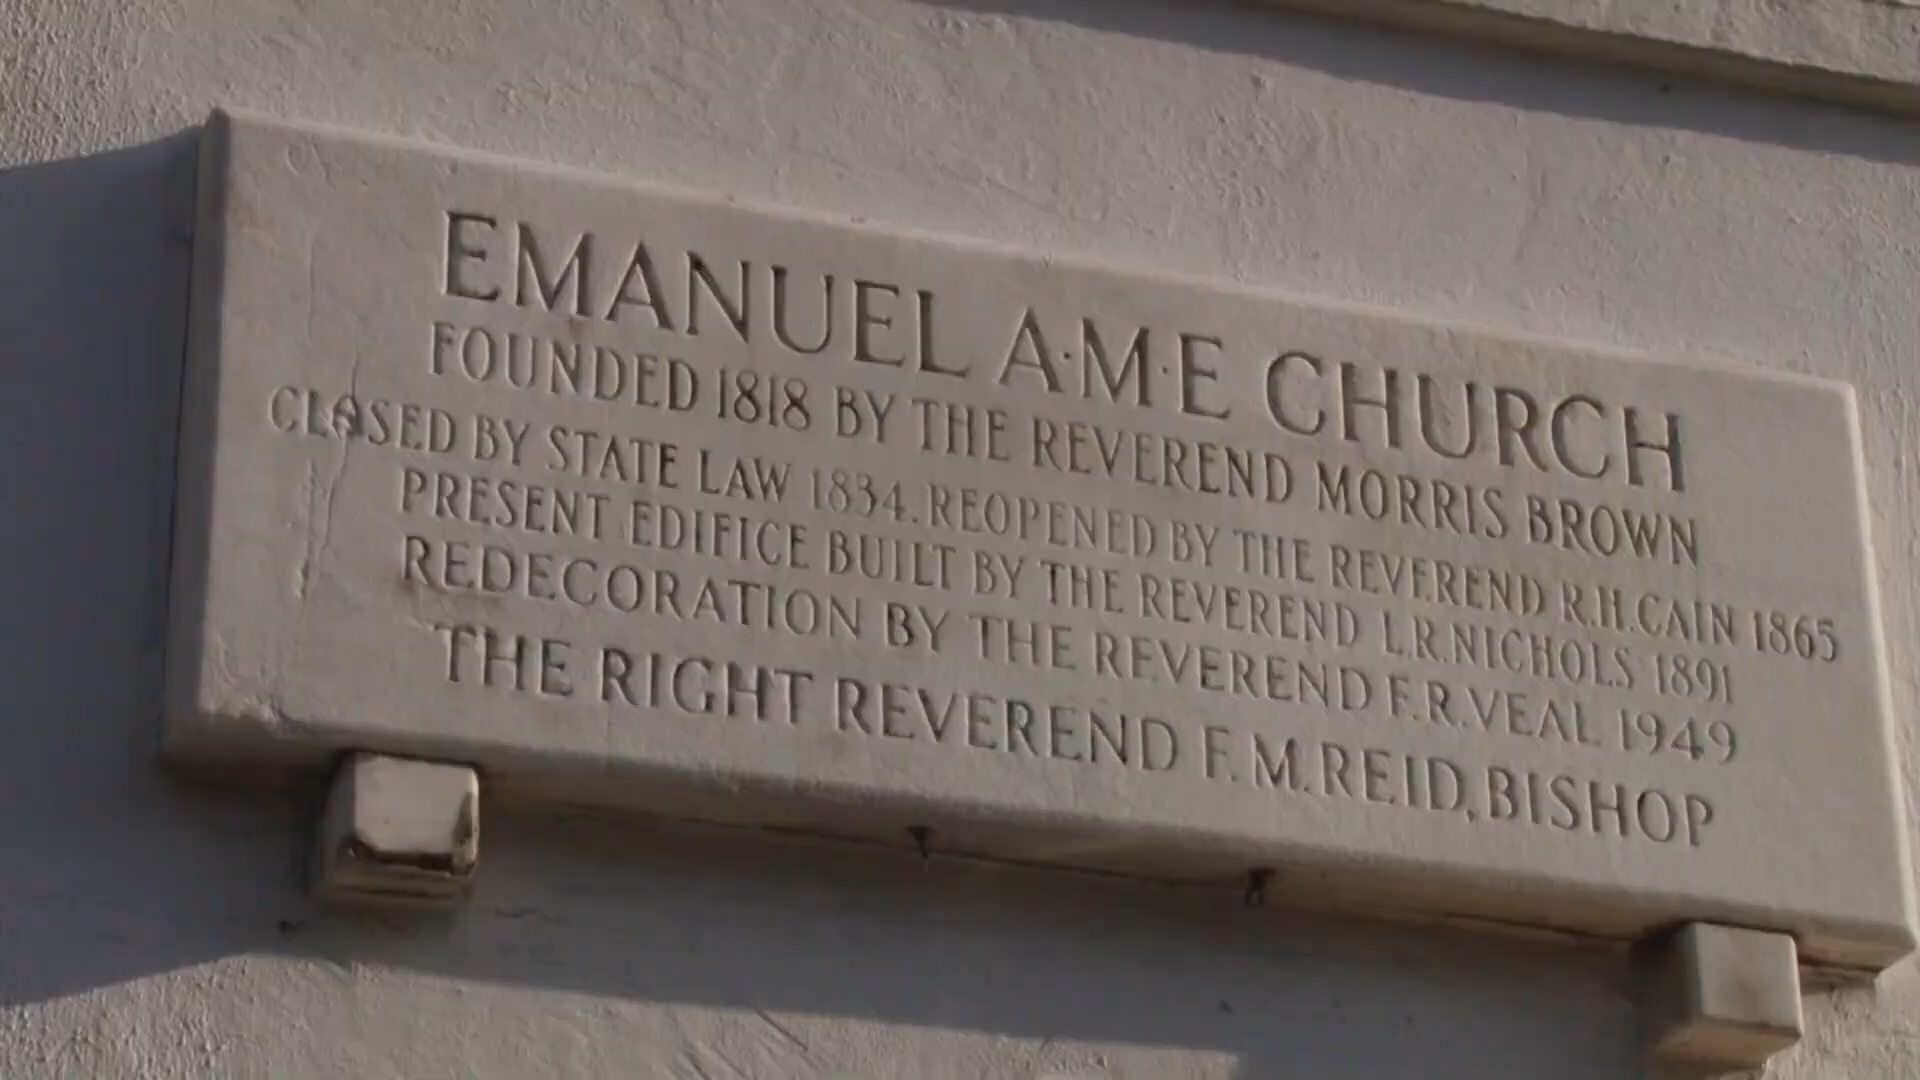 EMANUEL A·M·E CHURCH
FOUNDED 1818 BY THE REVEREND MORRIS BROWN
CLOSED BY STATE LAW 1834. REOPENED BY THE REVEREND R.H. CAIN 1865
PRESENT EDIFICE BUILT BY THE REVEREND L.R. NICHOLS 1891
REDECORATION BY THE REVEREND F.R. VEAL 1949
THE RIGHT REVEREND F. M. REID, BISHOP